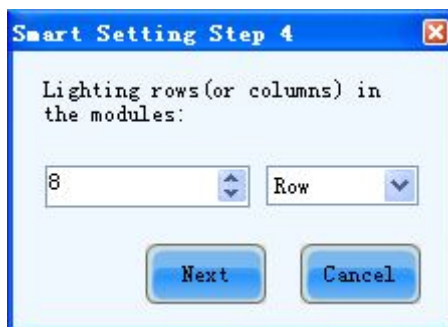 Smart Setting Step 4
Lighting rows(or columns) in
the modules:
8 Row
Next Cancel